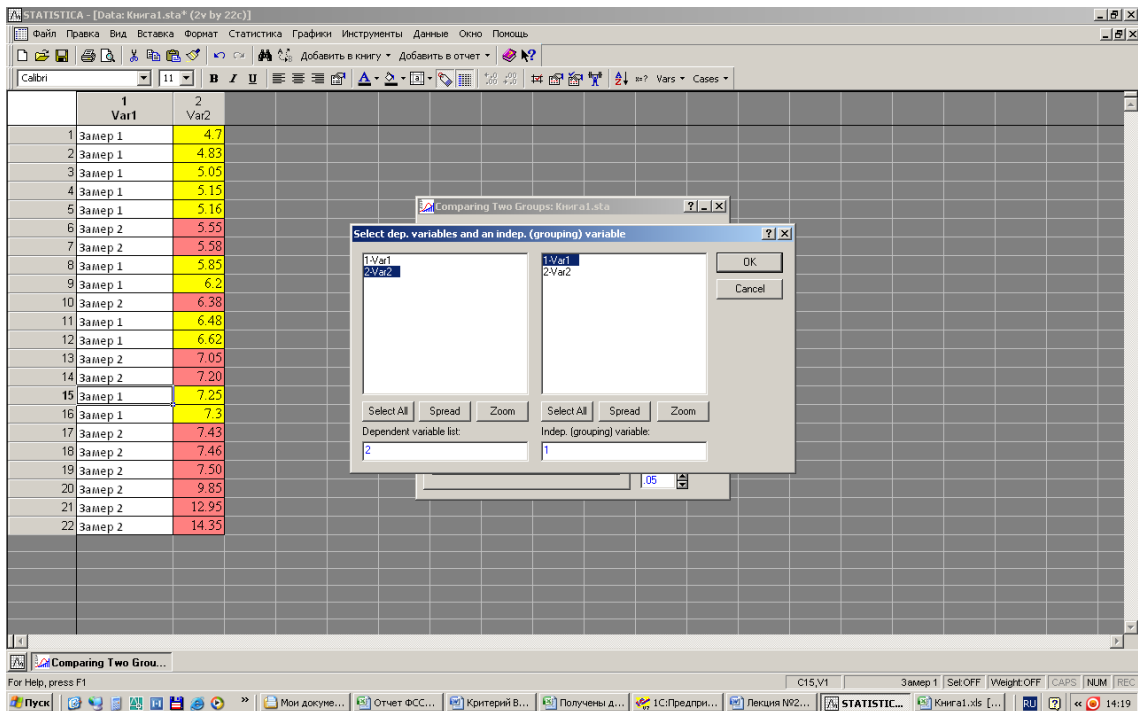 STATISTICA - [Data: Книга1.sta* (2v by 22c)]
Файл Правка Вид Вставка Формат Статистика Графики Инструменты Данные Окно Помощь
Добавить в книгу Добавить в отчет
Calibri 11 B I U Vars Cases
1 2
Var1 Var2
1 Замер 1 4.7
2 Замер 1 4.83
3 Замер 1 5.05
4 Замер 1 5.15
5 Замер 1 5.16
6 Замер 2 5.55
7 Замер 2 5.58
8 Замер 1 5.85
9 Замер 1 6.2
10 Замер 2 6.38
11 Замер 1 6.48
12 Замер 1 6.62
13 Замер 2 7.05
14 Замер 2 7.20
15 Замер 1 7.25
16 Замер 1 7.3
17 Замер 2 7.43
18 Замер 2 7.46
19 Замер 2 7.50
20 Замер 2 9.85
21 Замер 2 12.95
22 Замер 2 14.35
Comparing Two Groups: Книга1.sta
Select dep. variables and an indep. (grouping) variable
1-Var1 1-Var1 OK
2-Var2 2-Var2
Cancel
Select All Spread Zoom Select All Spread Zoom
Dependent variable list: Indep. (grouping) variable:
2 1
.05
Comparing Two Grou...
For Help, press F1 C15,V1 Замер 1 Sel:OFF Weight:OFF CAPS NUM REC
Пуск » Мои докуме... Отчет ФСС... Критерий В... Получены д... 1С:Предпри... Лекция №2... STATISTIC... Книга1.xls [... RU « 14:19